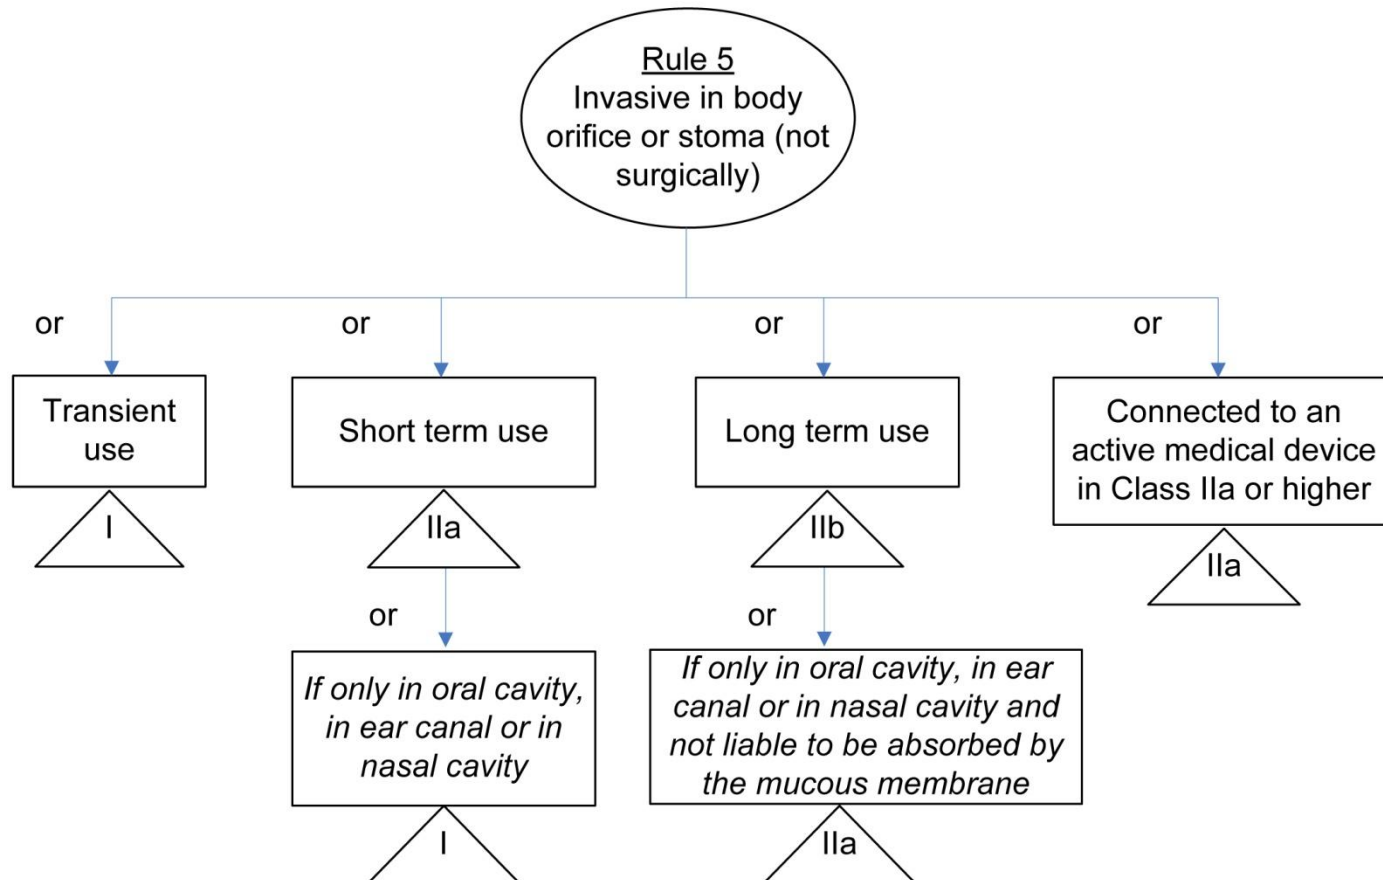 Rule 5
Invasive in body
orifice or stoma (not
surgically)
or
or
or
or
Transient
use
Short term use
Long term use
Connected to an
active medical device
in Class IIa or higher
I
IIa
IIb
IIa
or
or
If only in oral cavity,
in ear canal or in
nasal cavity
If only in oral cavity, in ear
canal or in nasal cavity and
not liable to be absorbed by
the mucous membrane
I
IIa